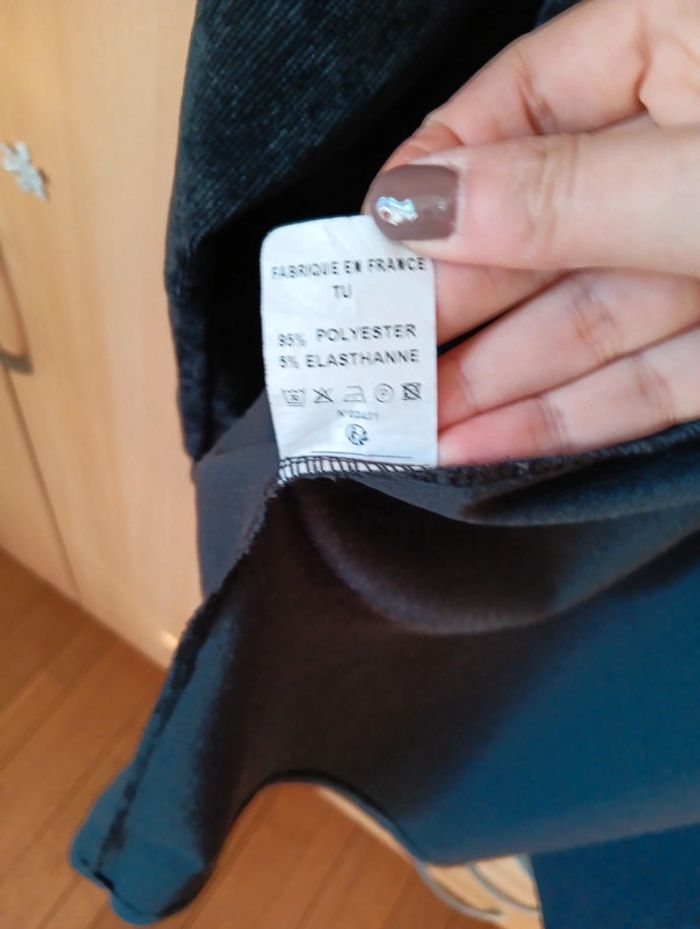 FABRIQUE EN FRANCE
TU
95% POLYESTER
5% ELASTHANNE